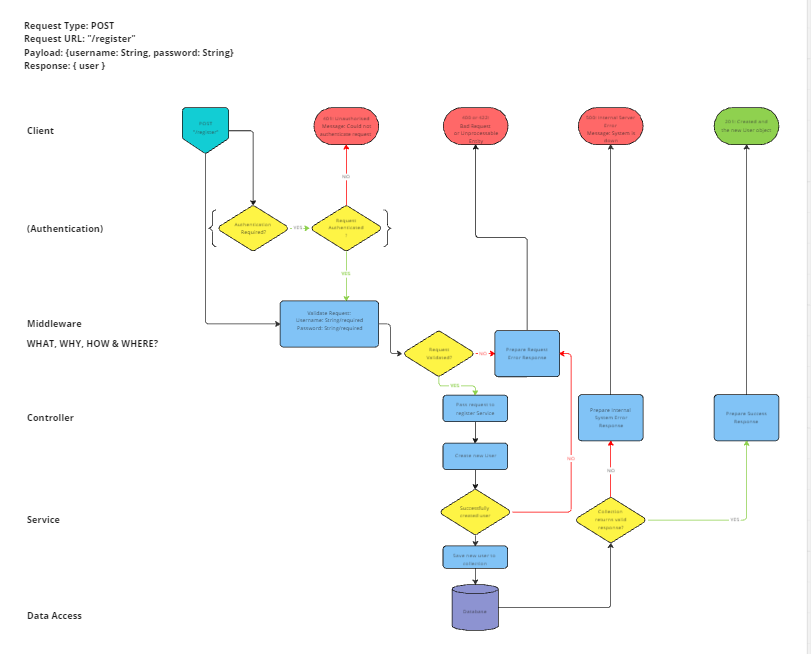 Request Type: POST
Request URL: "/register"
Payload: {username: String, password: String}
Response: { user }
Client
POST
"/register"
401: Unauthorised
Message: Could not
authenticate request
400 or 422:
Bad Request
or Unprocessable
Entity
500: Internal Server
Error
Message: System is
down
201: Created and
the new User object
NO
(Authentication)
Authentication
Required?
YES
Request
Authenticated
?
YES
Middleware
WHAT, WHY, HOW & WHERE?
Validate Request:
Username: String/required
Password: String/required
Request
Validated?
NO
Prepare Request
Error Response
YES
Controller
Pass request to
register Service
Prepare Internal
System Error
Response
Prepare Success
Response
Create new User
NO
NO
Service
Successfully
created user
Collection
returns valid
response?
YES
Save new user to
collection
Data Access
Database